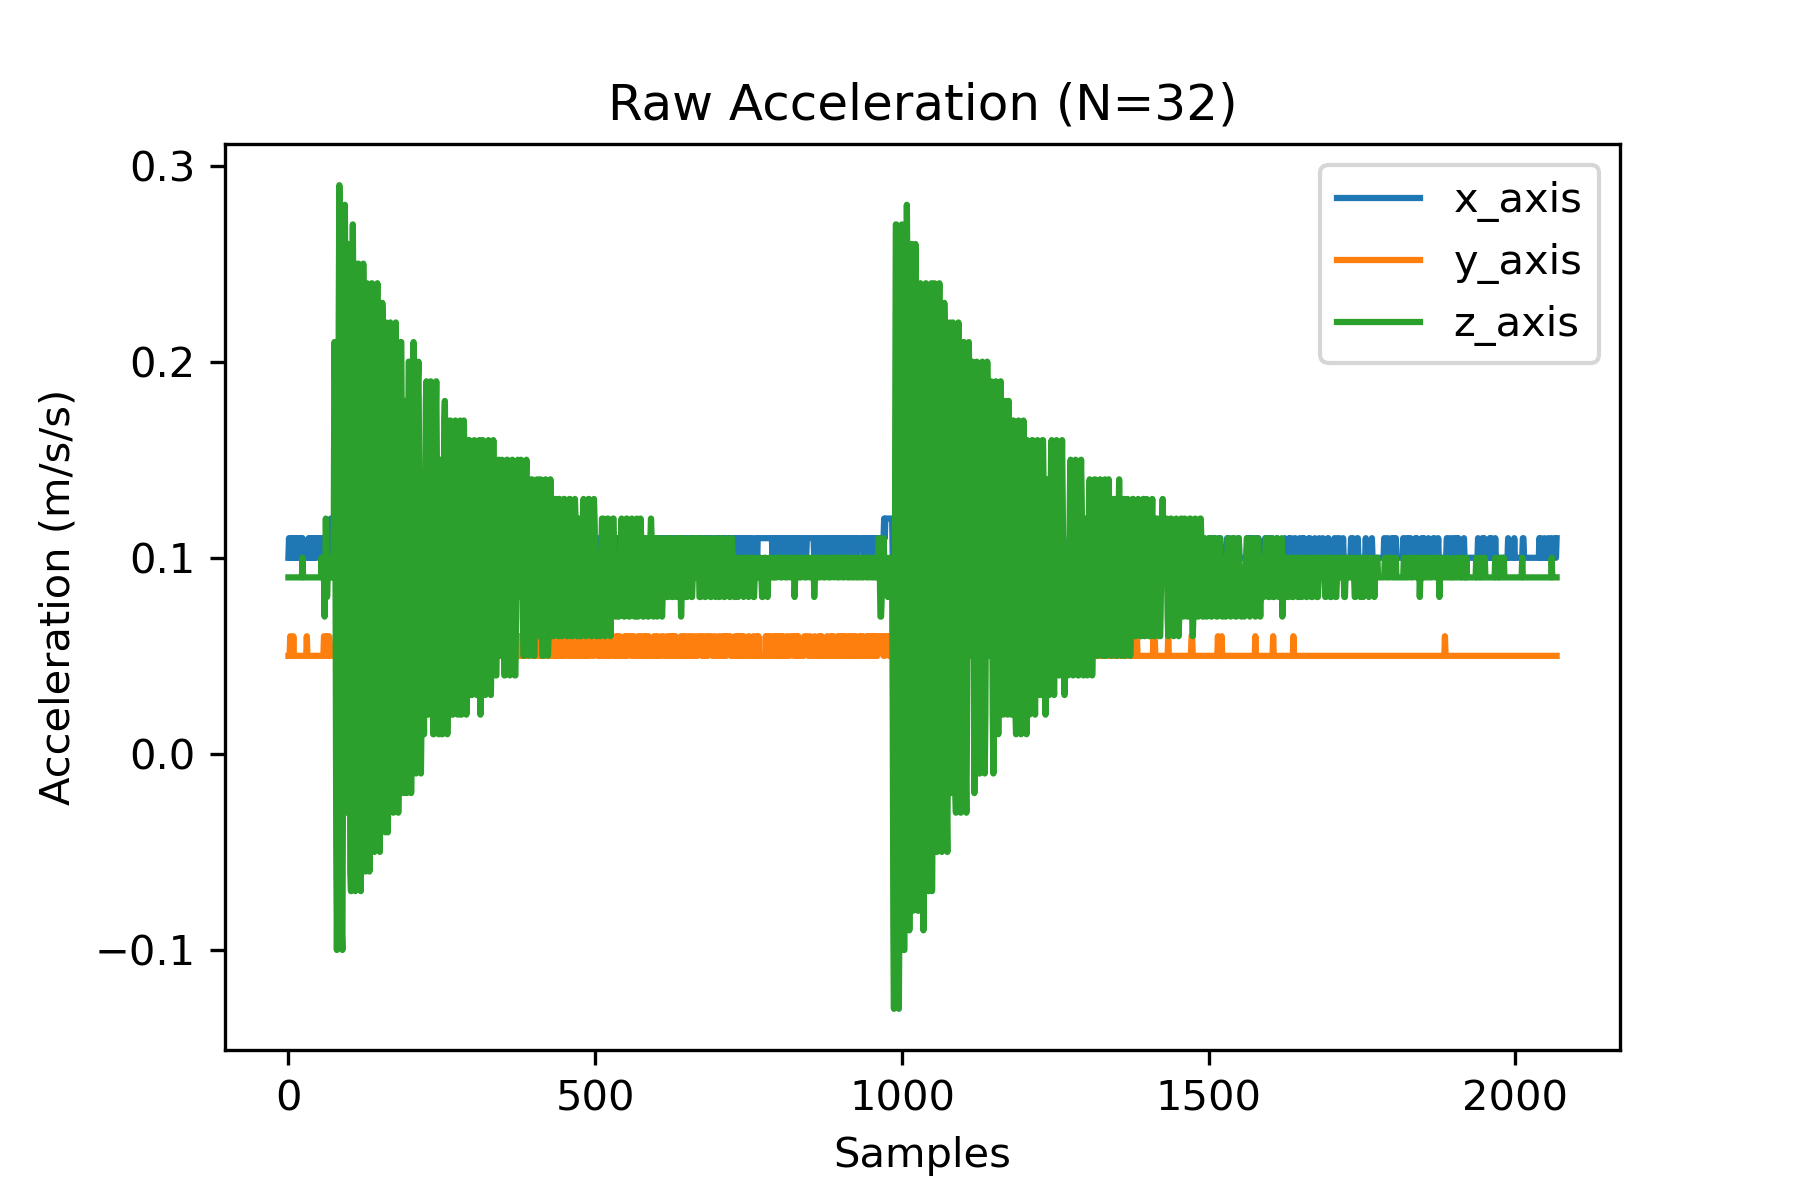 Raw Acceleration (N=32)
x_axis
y_axis
z_axis
Acceleration (m/s/s)
0.3
0.2
0.1
0.0
−0.1
0 500 1000 1500 2000
Samples